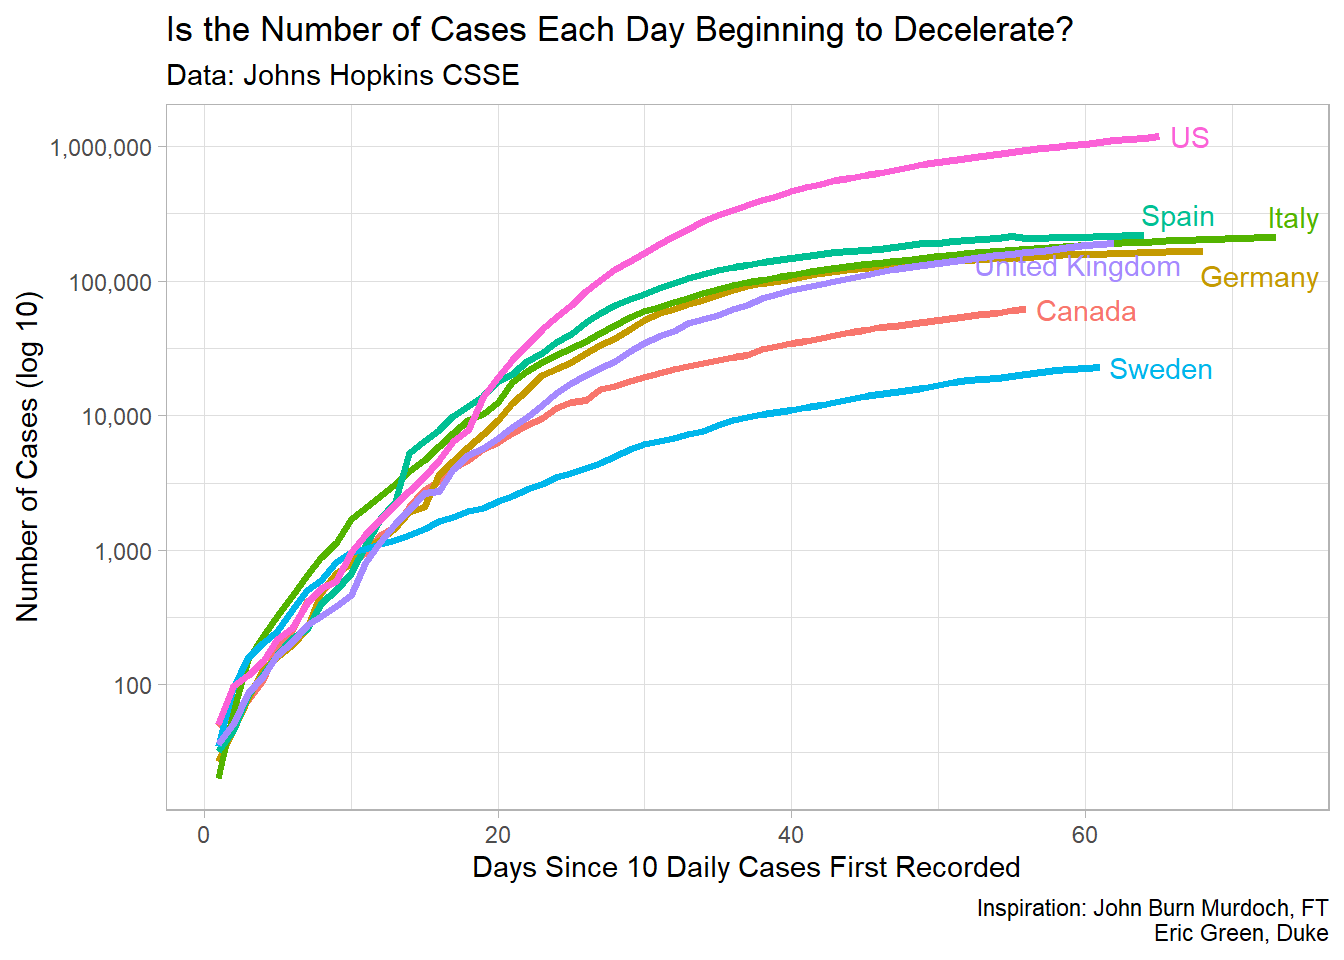 Is the Number of Cases Each Day Beginning to Decelerate?
Data: Johns Hopkins CSSE
Number of Cases (log 10)
1,000,000
100,000
10,000
1,000
100
US
Spain
Italy
United Kingdom
Germany
Canada
Sweden
0 20 40 60
Days Since 10 Daily Cases First Recorded
Inspiration: John Burn Murdoch, FT
Eric Green, Duke